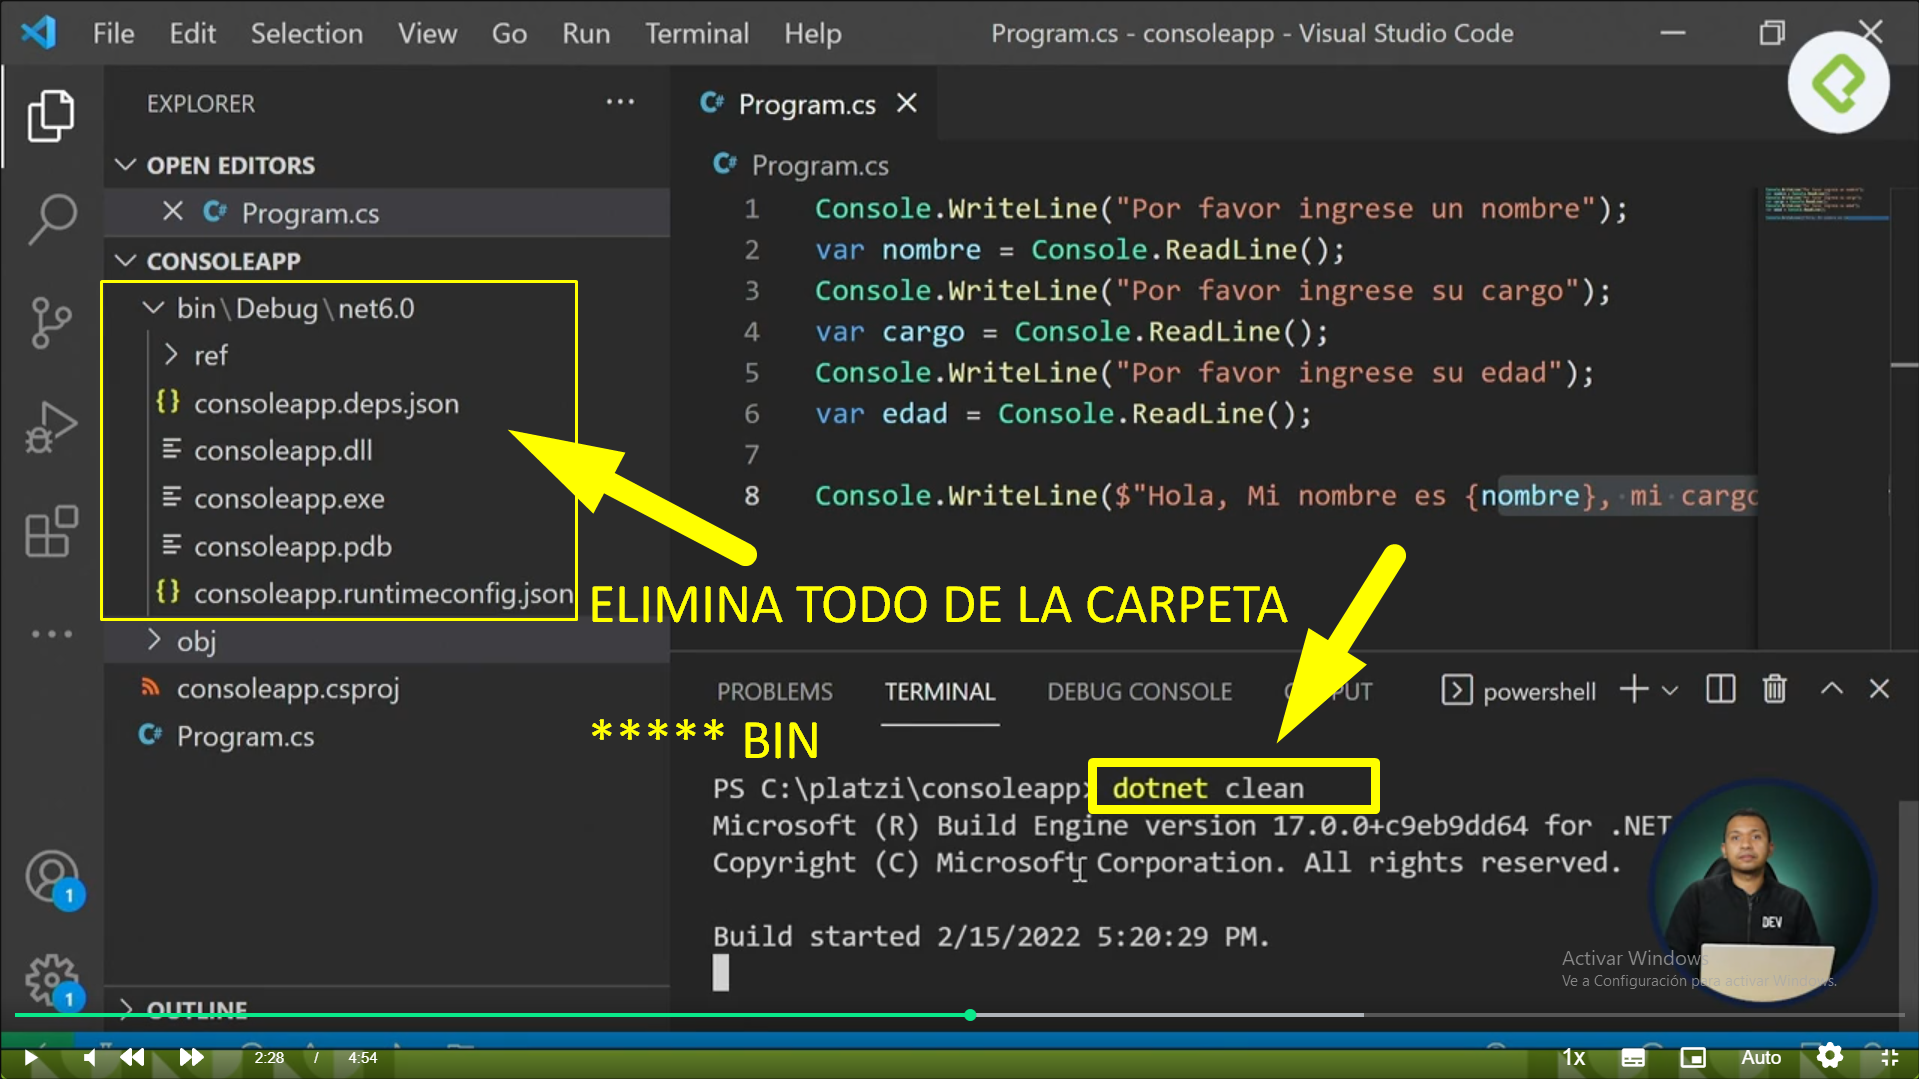 File Edit Selection View Go Run Terminal Help
Program.cs - consoleapp - Visual Studio Code
EXPLORER
OPEN EDITORS
Program.cs
CONSOLEAPP
bin\Debug\net6.0
ref
consoleapp.deps.json
consoleapp.dll
consoleapp.exe
consoleapp.pdb
consoleapp.runtimeconfig.json
obj
consoleapp.csproj
Program.cs
OUTLINE
Program.cs
Program.cs
1 Console.WriteLine("Por favor ingrese un nombre");
2 var nombre = Console.ReadLine();
3 Console.WriteLine("Por favor ingrese su cargo");
4 var cargo = Console.ReadLine();
5 Console.WriteLine("Por favor ingrese su edad");
6 var edad = Console.ReadLine();
7
8 Console.WriteLine($"Hola, Mi nombre es {nombre}, mi cargo
ELIMINA TODO DE LA CARPETA
***** BIN
PROBLEMS TERMINAL DEBUG CONSOLE OUTPUT powershell
PS C:\platzi\consoleapp> dotnet clean
Microsoft (R) Build Engine version 17.0.0+c9eb9dd64 for .NET
Copyright (C) Microsoft Corporation. All rights reserved.
Build started 2/15/2022 5:20:29 PM.
DEV
Activar Windows
Ve a Configuración para activar Windows.
1
1
2:28 / 4:54
1x Auto